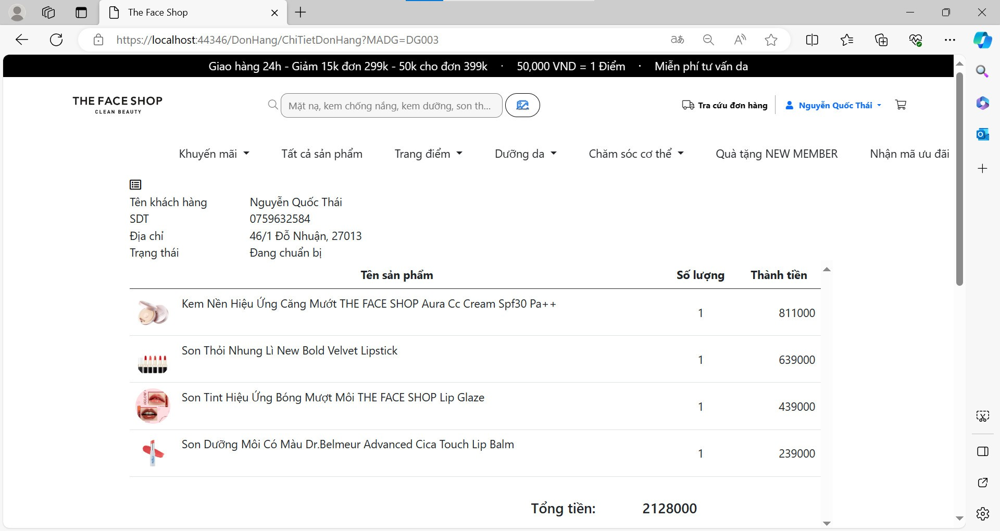 The Face Shop
https://localhost:44346/DonHang/ChiTietDonHang?MADG=DG003
Giao hàng 24h - Giảm 15k đơn 299k - 50k cho đơn 399k · 50,000 VND = 1 Điểm · Miễn phí tư vấn da
THE FACE SHOP
CLEAN BEAUTY
Mặt nạ, kem chống nắng, kem dưỡng, son th...
Tra cứu đơn hàng
Nguyễn Quốc Thái
Khuyến mãi Tất cả sản phẩm Trang điểm Dưỡng da Chăm sóc cơ thể Quà tặng NEW MEMBER Nhận mã ưu đãi
Tên khách hàng Nguyễn Quốc Thái
SDT 0759632584
Địa chỉ 46/1 Đỗ Nhuận, 27013
Trạng thái Đang chuẩn bị
Tên sản phẩm Số lượng Thành tiền
Kem Nền Hiệu Ứng Căng Mướt THE FACE SHOP Aura Cc Cream Spf30 Pa++ 1 811000
Son Thỏi Nhung Lì New Bold Velvet Lipstick 1 639000
Son Tint Hiệu Ứng Bóng Mượt Môi THE FACE SHOP Lip Glaze 1 439000
Son Dưỡng Môi Có Màu Dr.Belmeur Advanced Cica Touch Lip Balm 1 239000
Tổng tiền: 2128000